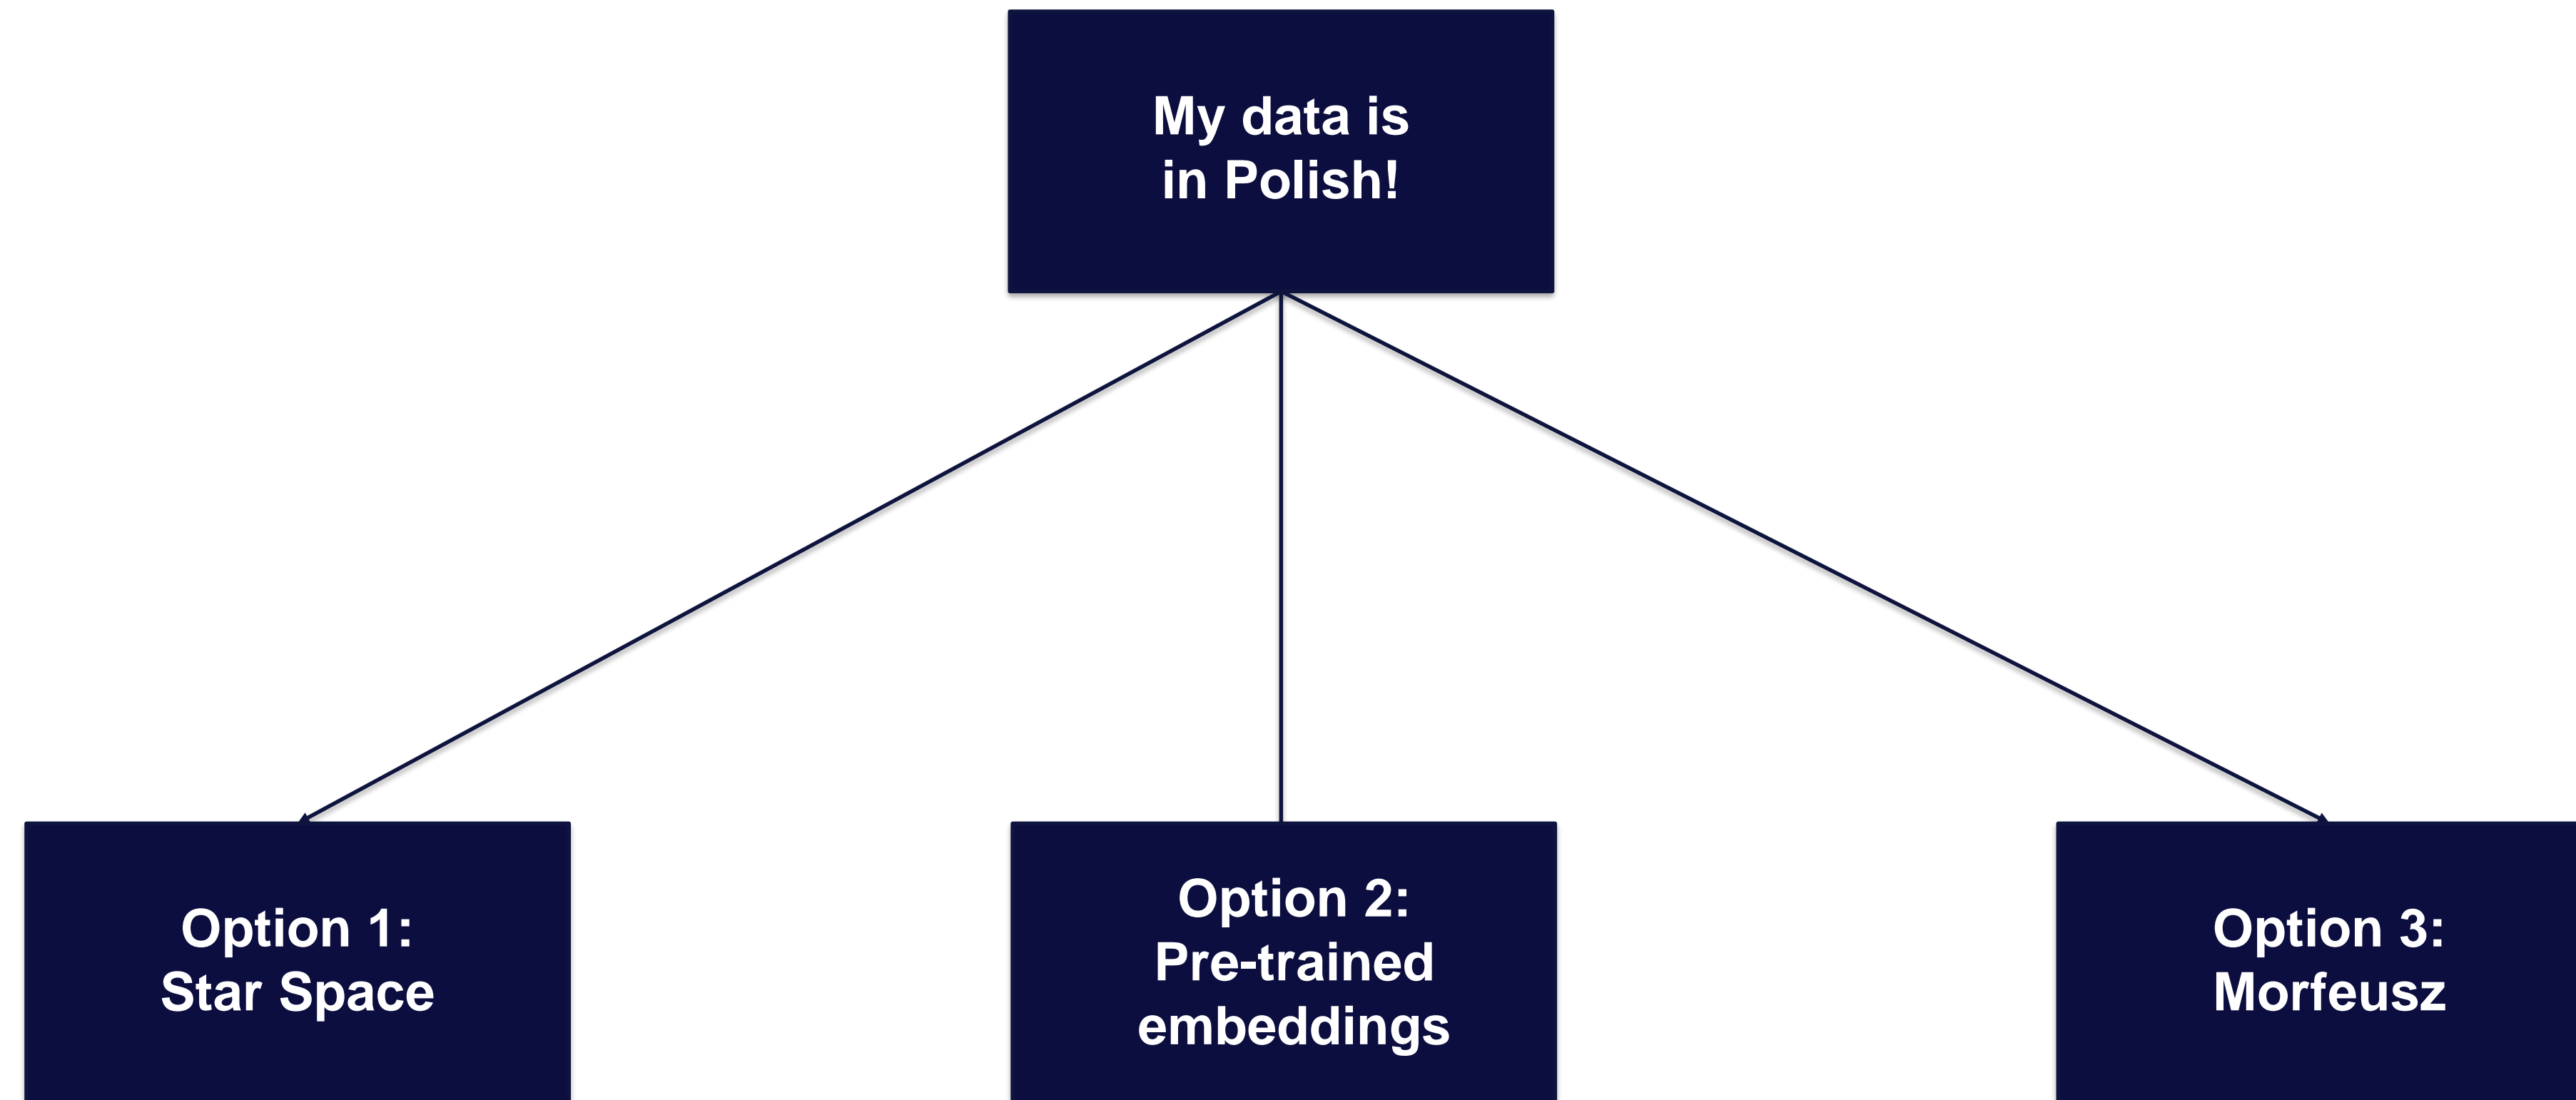 My data is
in Polish!
Option 1:
Star Space
Option 2:
Pre-trained
embeddings
Option 3:
Morfeusz